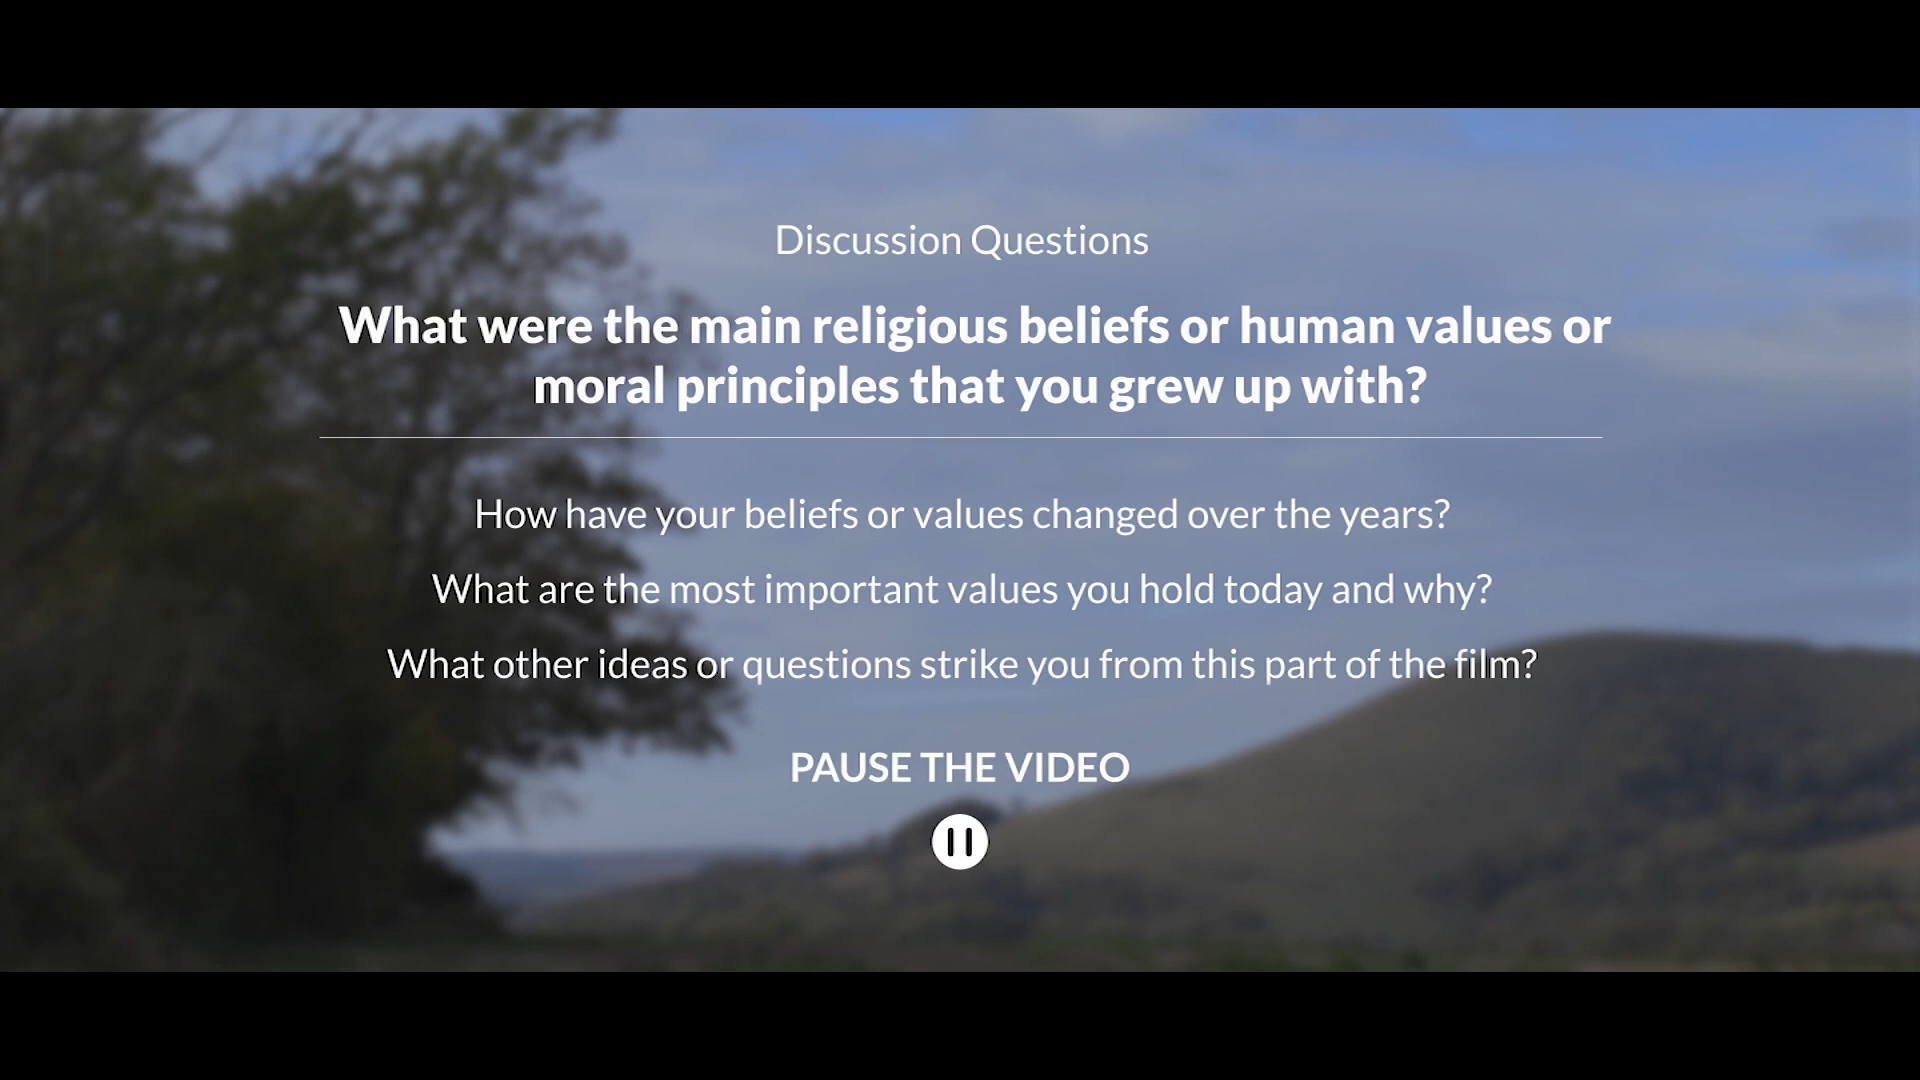 Discussion Questions
What were the main religious beliefs or human values or
moral principles that you grew up with?
How have your beliefs or values changed over the years?
What are the most important values you hold today and why?
What other ideas or questions strike you from this part of the film?
PAUSE THE VIDEO